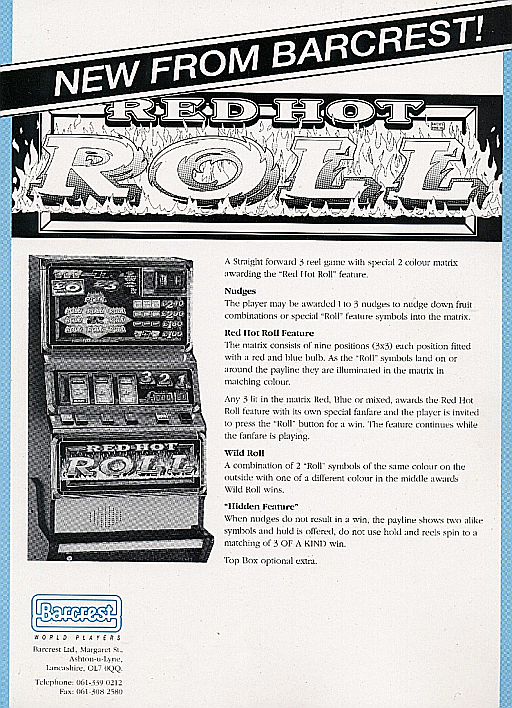 NEW FROM BARCREST!
RED HOT
ROLL
A Straight forward 3 reel game with special 2 colour matrix
awarding the "Red Hot Roll" feature.
Nudges
The player may be awarded 1 to 3 nudges to nudge down fruit
combinations or special "Roll" feature symbols into the matrix.
Red Hot Roll Feature
The matrix consists of nine positions (3x3) each position fitted
with a red and blue bulb. As the "Roll" symbols land on or
around the payline they are illuminated in the matrix in
matching colour.
Any 3 lit in the matrix Red, Blue or mixed, awards the Red Hot
Roll feature with its own special fanfare and the player is invited
to press the "Roll" button for a win. The feature continues while
the fanfare is playing.
Wild Roll
A combination of 2 "Roll" symbols of the same colour on the
outside with one of a different colour in the middle awards
Wild Roll wins.
"Hidden Feature"
When nudges do not result in a win, the payline shows two alike
symbols and hold is offered, do not use hold and reels spin to a
matching of 3 OF A KIND win.
Top Box optional extra.
3 2 1
RED HOT
ROLL
Barcrest
WORLD PLAYERS
Barcrest Ltd, Margaret St.,
Ashton-u-Lyne,
Lancashire, OL7 0QQ.
Telephone: 061-339 0212
Fax: 061-308 2580